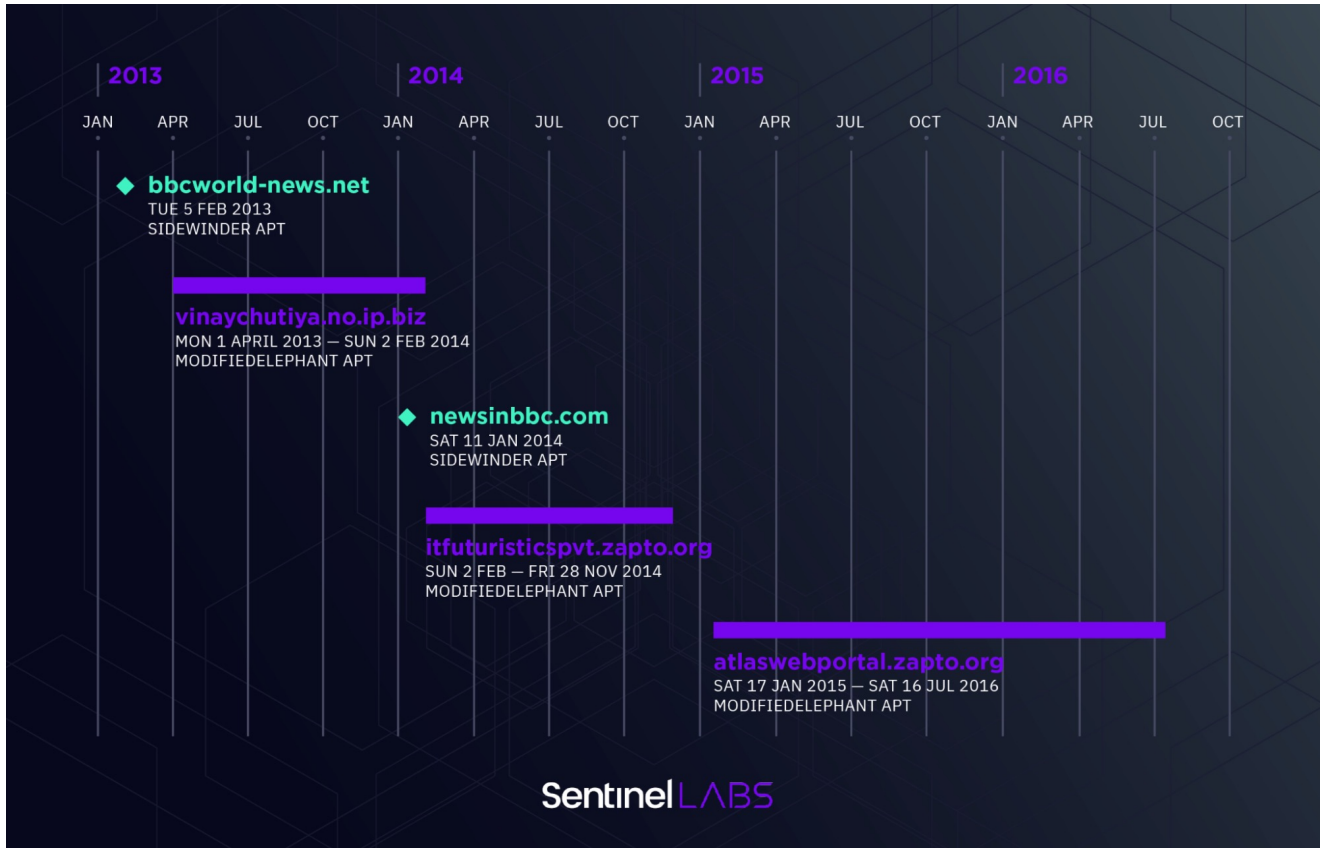 2013 2014 2015 2016
JAN APR JUL OCT JAN APR JUL OCT JAN APR JUL OCT JAN APR JUL OCT
bbcworld-news.net
TUE 5 FEB 2013
SIDEWINDER APT
vinaychutiya.no.ip.biz
MON 1 APRIL 2013 — SUN 2 FEB 2014
MODIFIEDELEPHANT APT
newsinbbc.com
SAT 11 JAN 2014
SIDEWINDER APT
itfuturisticspvt.zapto.org
SUN 2 FEB — FRI 28 NOV 2014
MODIFIEDELEPHANT APT
atlaswebportal.zapto.org
SAT 17 JAN 2015 — SAT 16 JUL 2016
MODIFIEDELEPHANT APT
Sentinel LABS